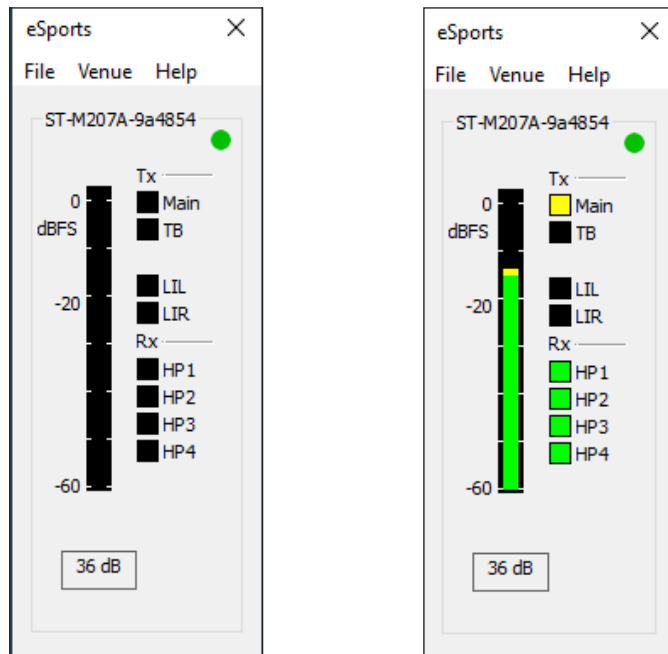 eSports
File Venue Help
ST-M207A-9a4854
Tx
0
Main
dBFS
TB
LIL
-20
LIR
Rx
HP1
HP2
HP3
HP4
-60
36 dB
eSports
File Venue Help
ST-M207A-9a4854
Tx
0
Main
dBFS
TB
LIL
-20
LIR
Rx
HP1
HP2
HP3
HP4
-60
36 dB